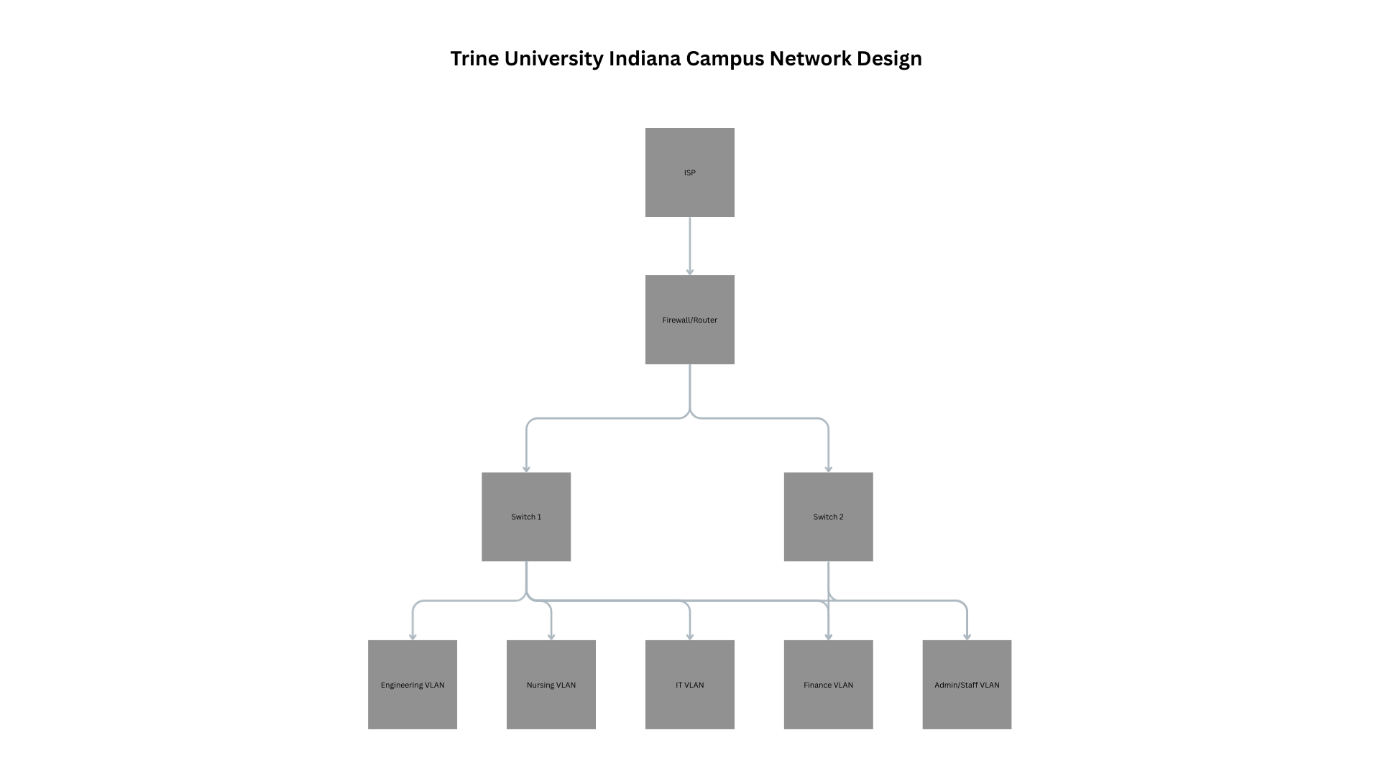 Trine University Indiana Campus Network Design
ISP
Firewall/Router
Switch 1
Switch 2
Engineering VLAN
Nursing VLAN
IT VLAN
Finance VLAN
Admin/Staff VLAN